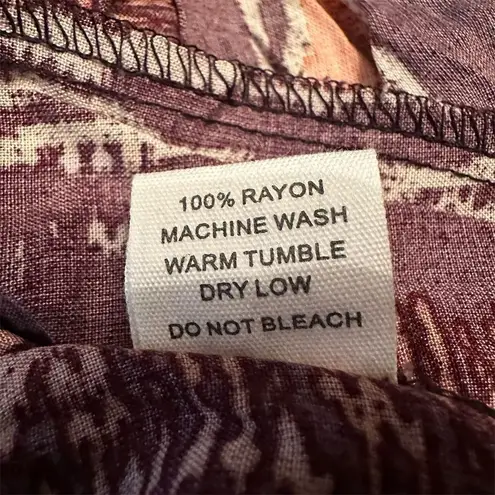 100% RAYON
MACHINE WASH
WARM TUMBLE
DRY LOW
DO NOT BLEACH